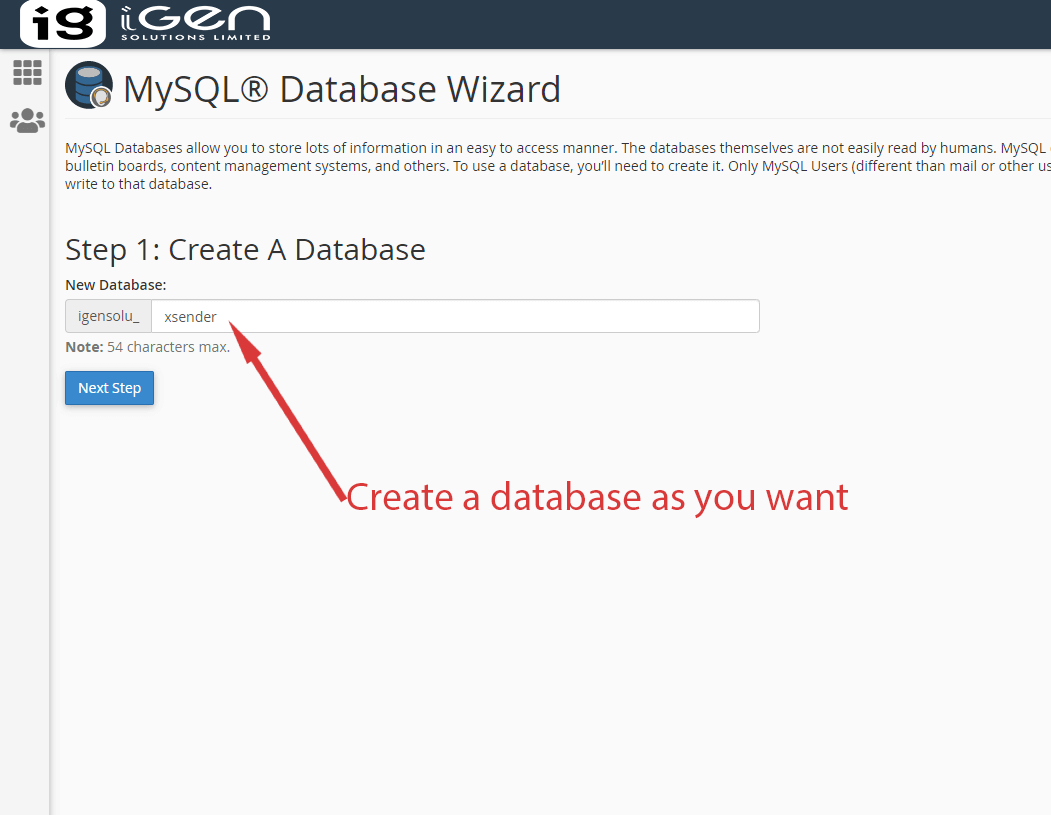 ig iGen
SOLUTIONS LIMITED
MySQL® Database Wizard
MySQL Databases allow you to store lots of information in an easy to access manner. The databases themselves are not easily read by humans. MySQL
bulletin boards, content management systems, and others. To use a database, you’ll need to create it. Only MySQL Users (different than mail or other us
write to that database.
Step 1: Create A Database
New Database:
igensolu_ xsender
Note: 54 characters max.
Next Step
Create a database as you want